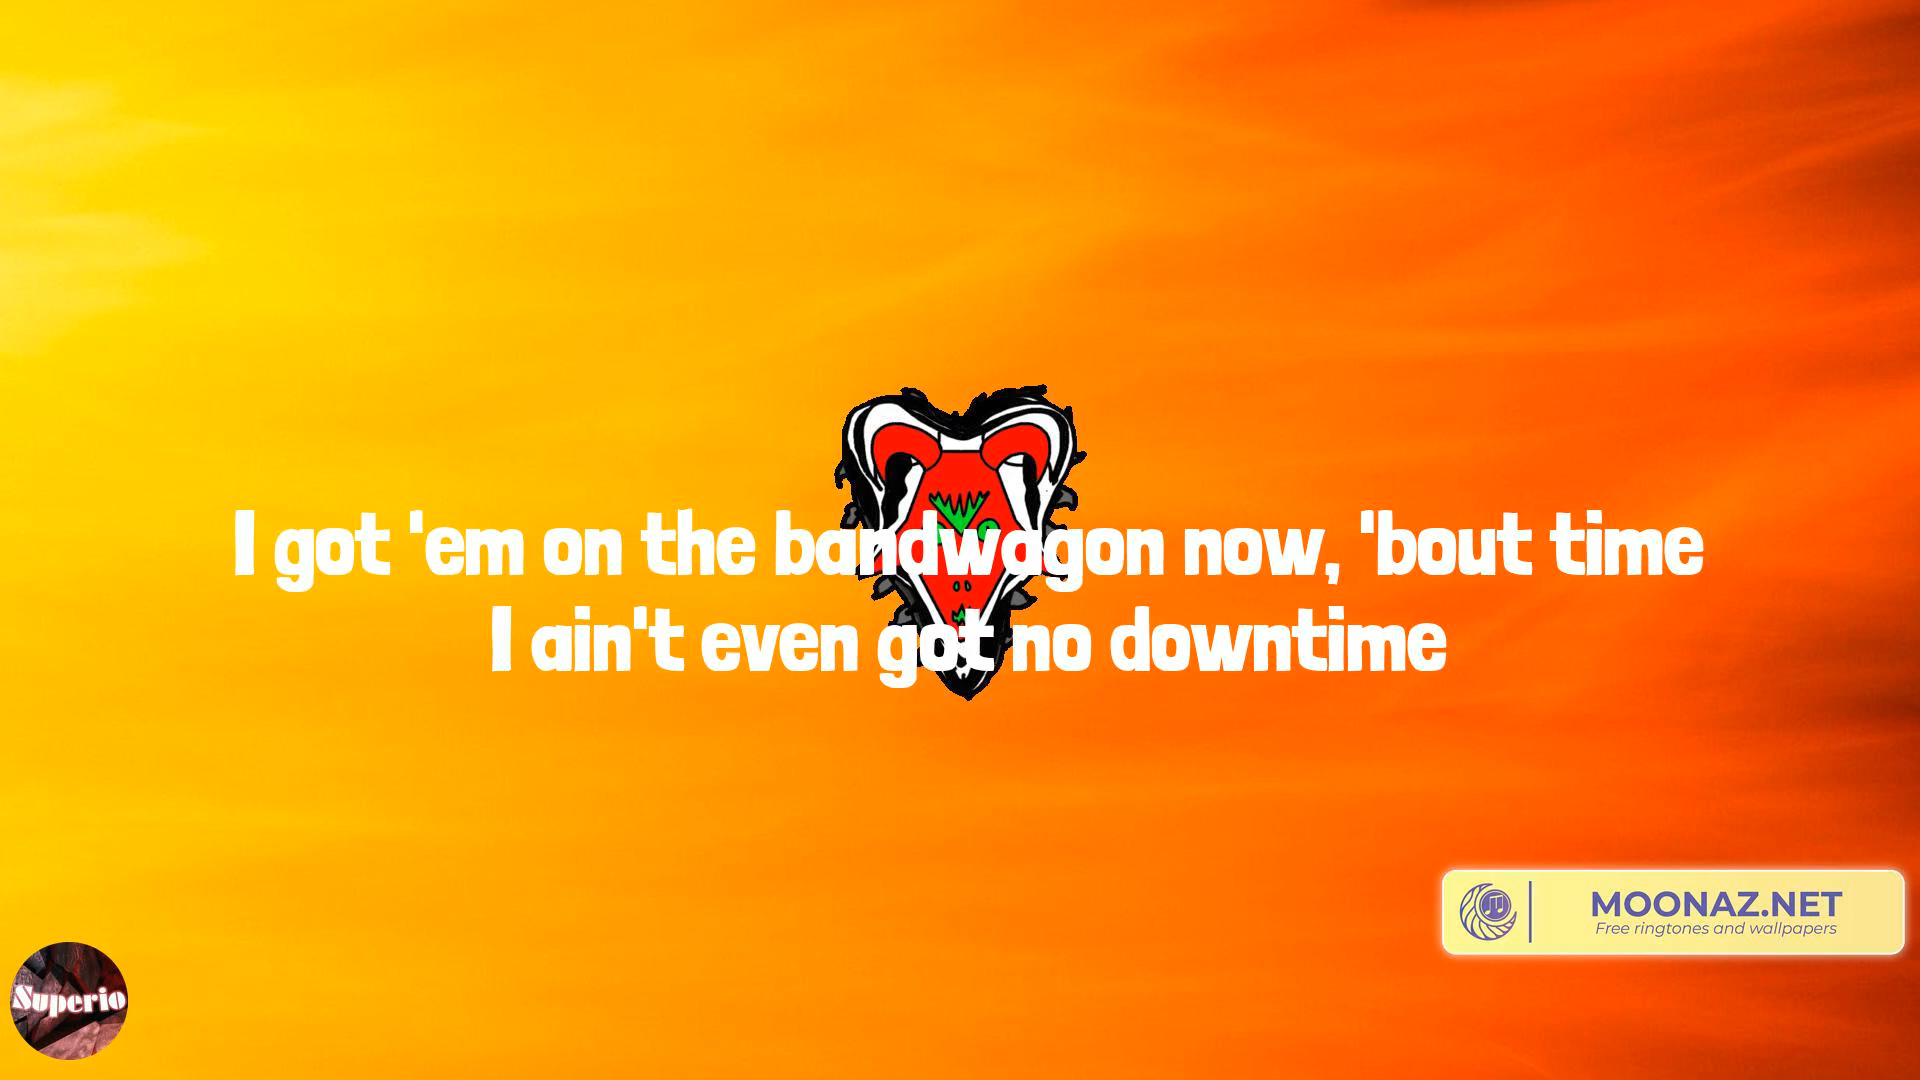 I got 'em on the bandwagon now, 'bout time
I ain't even got no downtime
MOONAZ.NET
Free ringtones and wallpapers
Superio